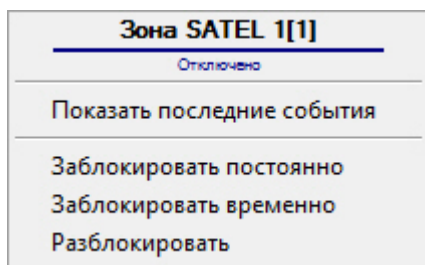 Зона SATEL 1[1]
Отключено
Показать последние события
Заблокировать постоянно
Заблокировать временно
Разблокировать